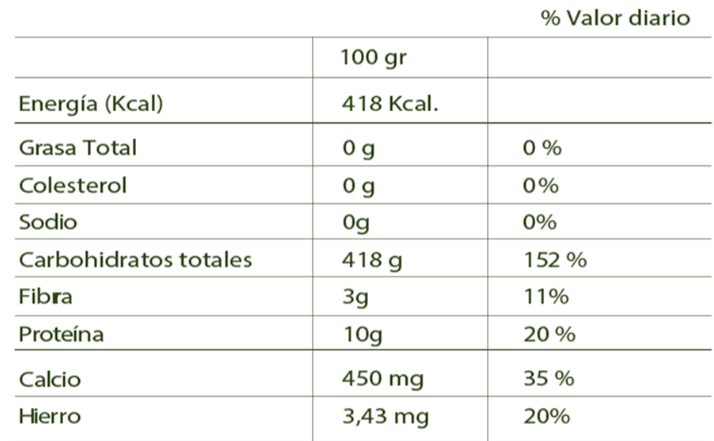 % Valor diario
100 gr
Energía (Kcal) 418 Kcal.
Grasa Total 0 g 0 %
Colesterol 0 g 0%
Sodio 0g 0%
Carbohidratos totales 418 g 152 %
Fibra 3g 11%
Proteína 10g 20 %
Calcio 450 mg 35 %
Hierro 3,43 mg 20%